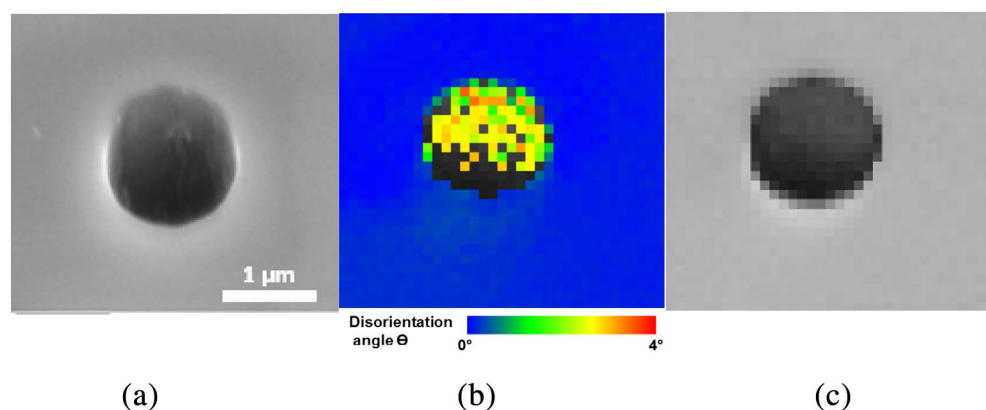 1 μm
Disorientation
angle Θ
0° 4°
(a) (b) (c)